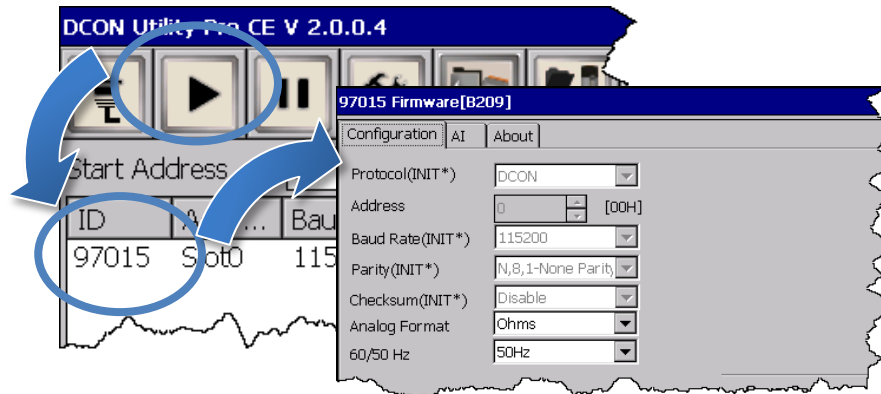 DCON Utility Pro CE V 2.0.0.4
Start Address
ID A... Bau
97015 Slot0 115
97015 Firmware[B209]
Configuration AI About
Protocol(INIT*) DCON
Address 0 [00H]
Baud Rate(INIT*) 115200
Parity(INIT*) N,8,1-None Parity
Checksum(INIT*) Disable
Analog Format Ohms
60/50 Hz 50Hz